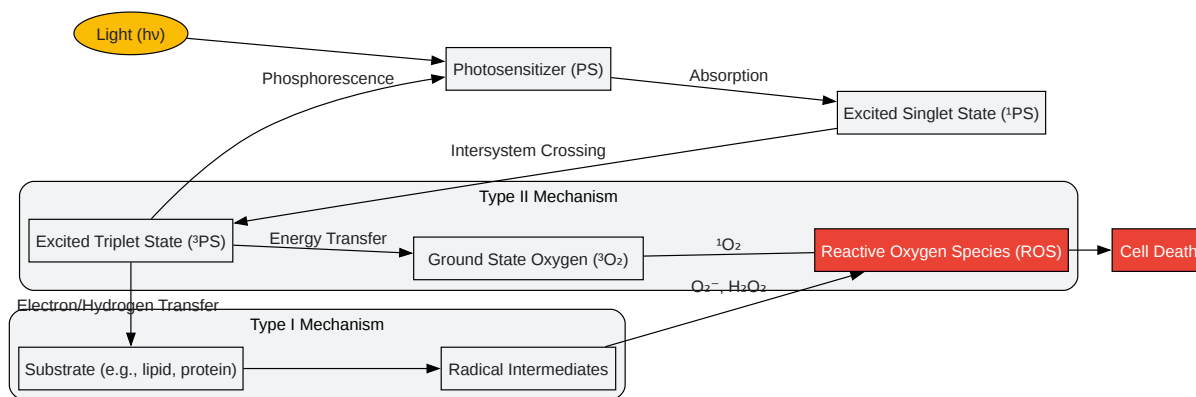 Light (hν)
Phosphorescence
Photosensitizer (PS)
Absorption
Excited Singlet State (¹PS)
Intersystem Crossing
Type II Mechanism
Excited Triplet State (³PS)
Energy Transfer
Ground State Oxygen (³O₂)
¹O₂
Reactive Oxygen Species (ROS)
Cell Death
O₂⁻, H₂O₂
Electron/Hydrogen Transfer
Type I Mechanism
Substrate (e.g., lipid, protein)
Radical Intermediates